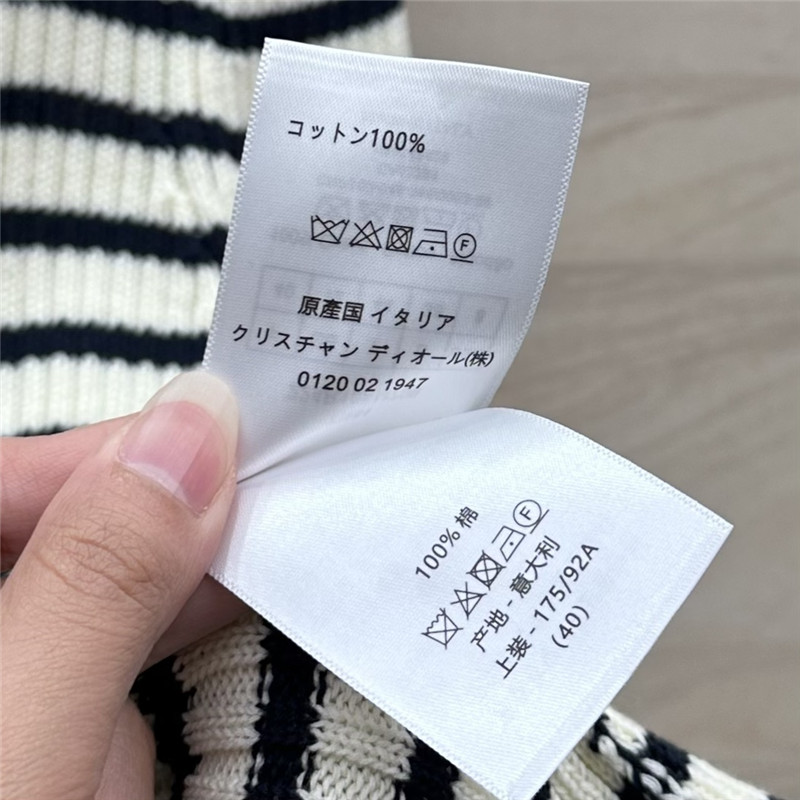 コットン100%
F
原産国 イタリア
クリスチャン ディオール(株)
0120 02 1947
100% 棉
F
产地 - 意大利
上装 - 175/92A
(40)